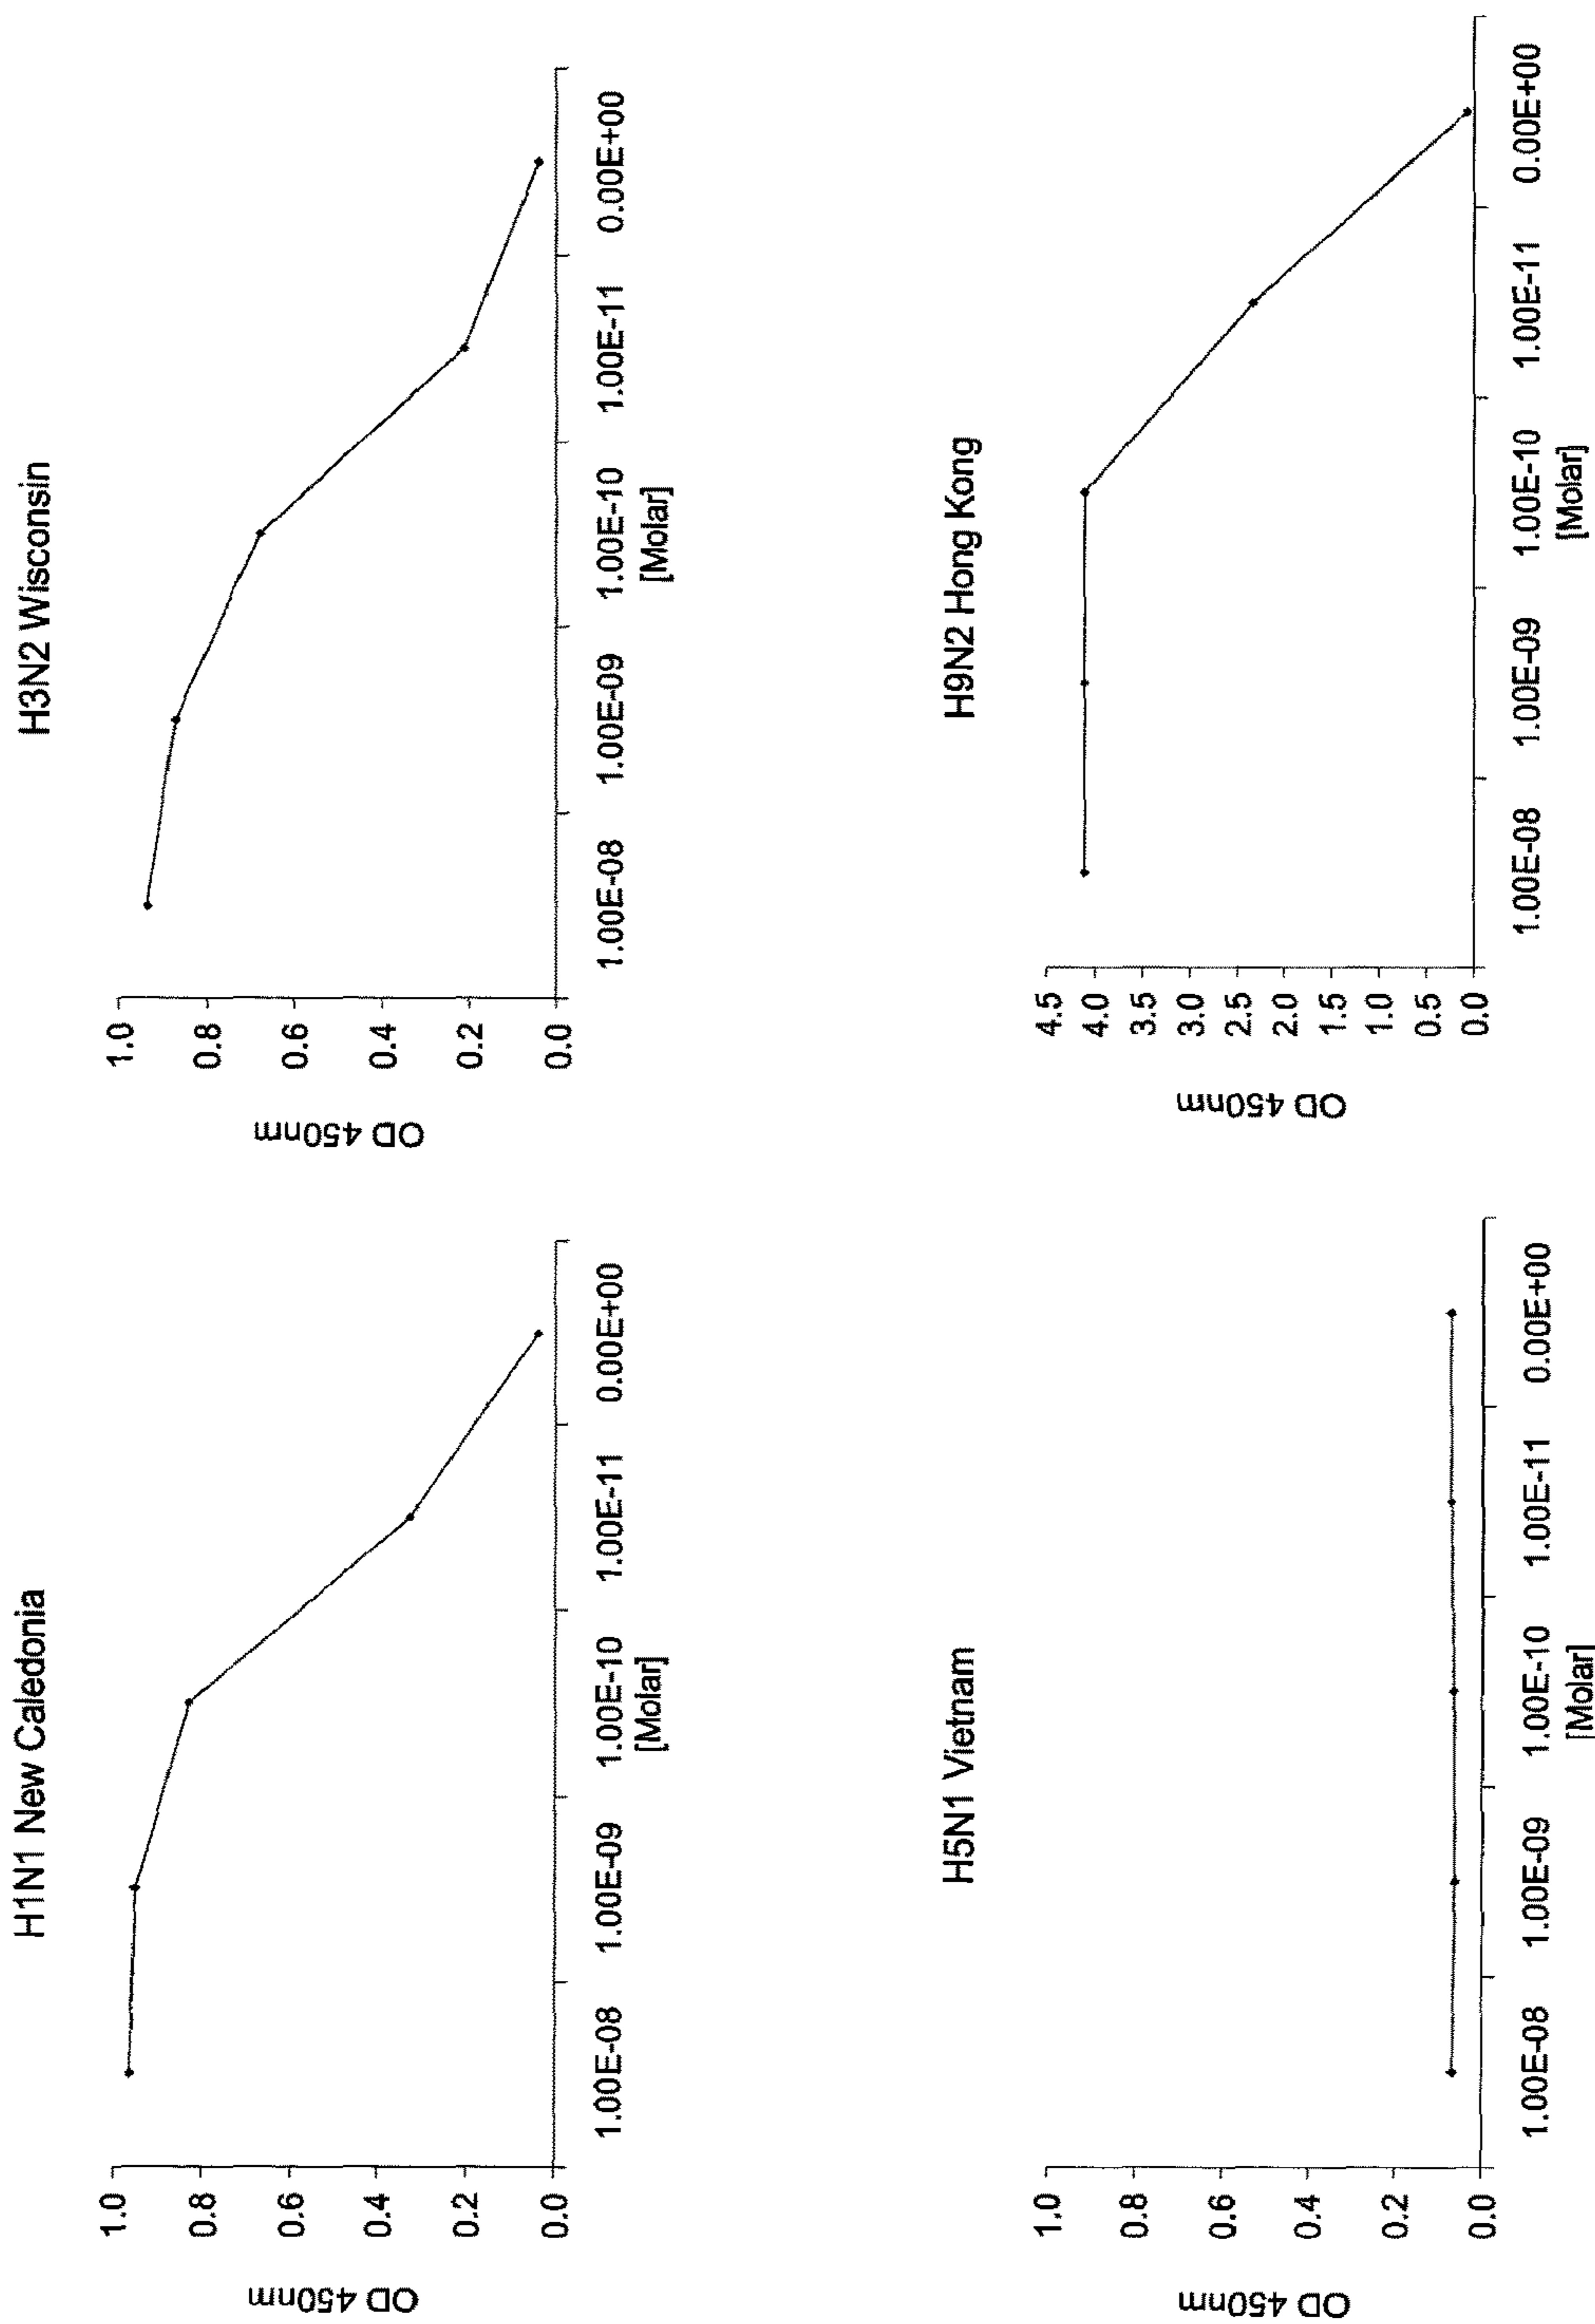 H1N1 New Caledonia
OD 450nm
1.0
0.8
0.6
0.4
0.2
0.0
1.00E-08 1.00E-09 1.00E-10 1.00E-11 0.00E+00
[Molar]
H3N2 Wisconsin
OD 450nm
1.0
0.8
0.6
0.4
0.2
0.0
1.00E-08 1.00E-09 1.00E-10 1.00E-11 0.00E+00
[Molar]
H5N1 Vietnam
OD 450nm
1.0
0.8
0.6
0.4
0.2
0.0
1.00E-08 1.00E-09 1.00E-10 1.00E-11 0.00E+00
[Molar]
H9N2 Hong Kong
OD 450nm
4.5
4.0
3.5
3.0
2.5
2.0
1.5
1.0
0.5
0.0
1.00E-08 1.00E-09 1.00E-10 1.00E-11 0.00E+00
[Molar]